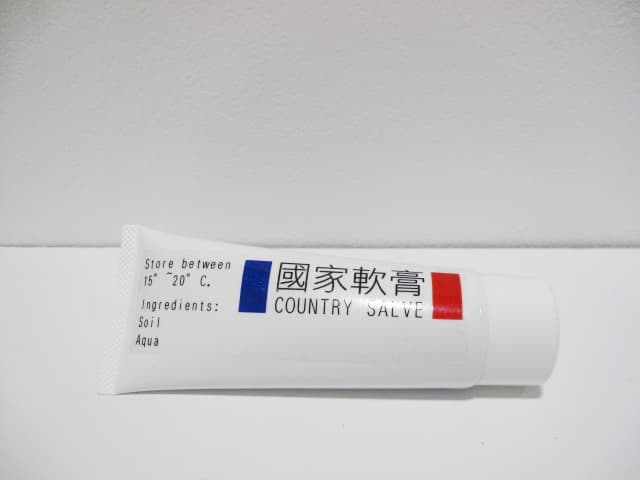 Store between
15° ~20° C.
Ingredients:
Soil
Aqua
國家軟膏
COUNTRY SALVE